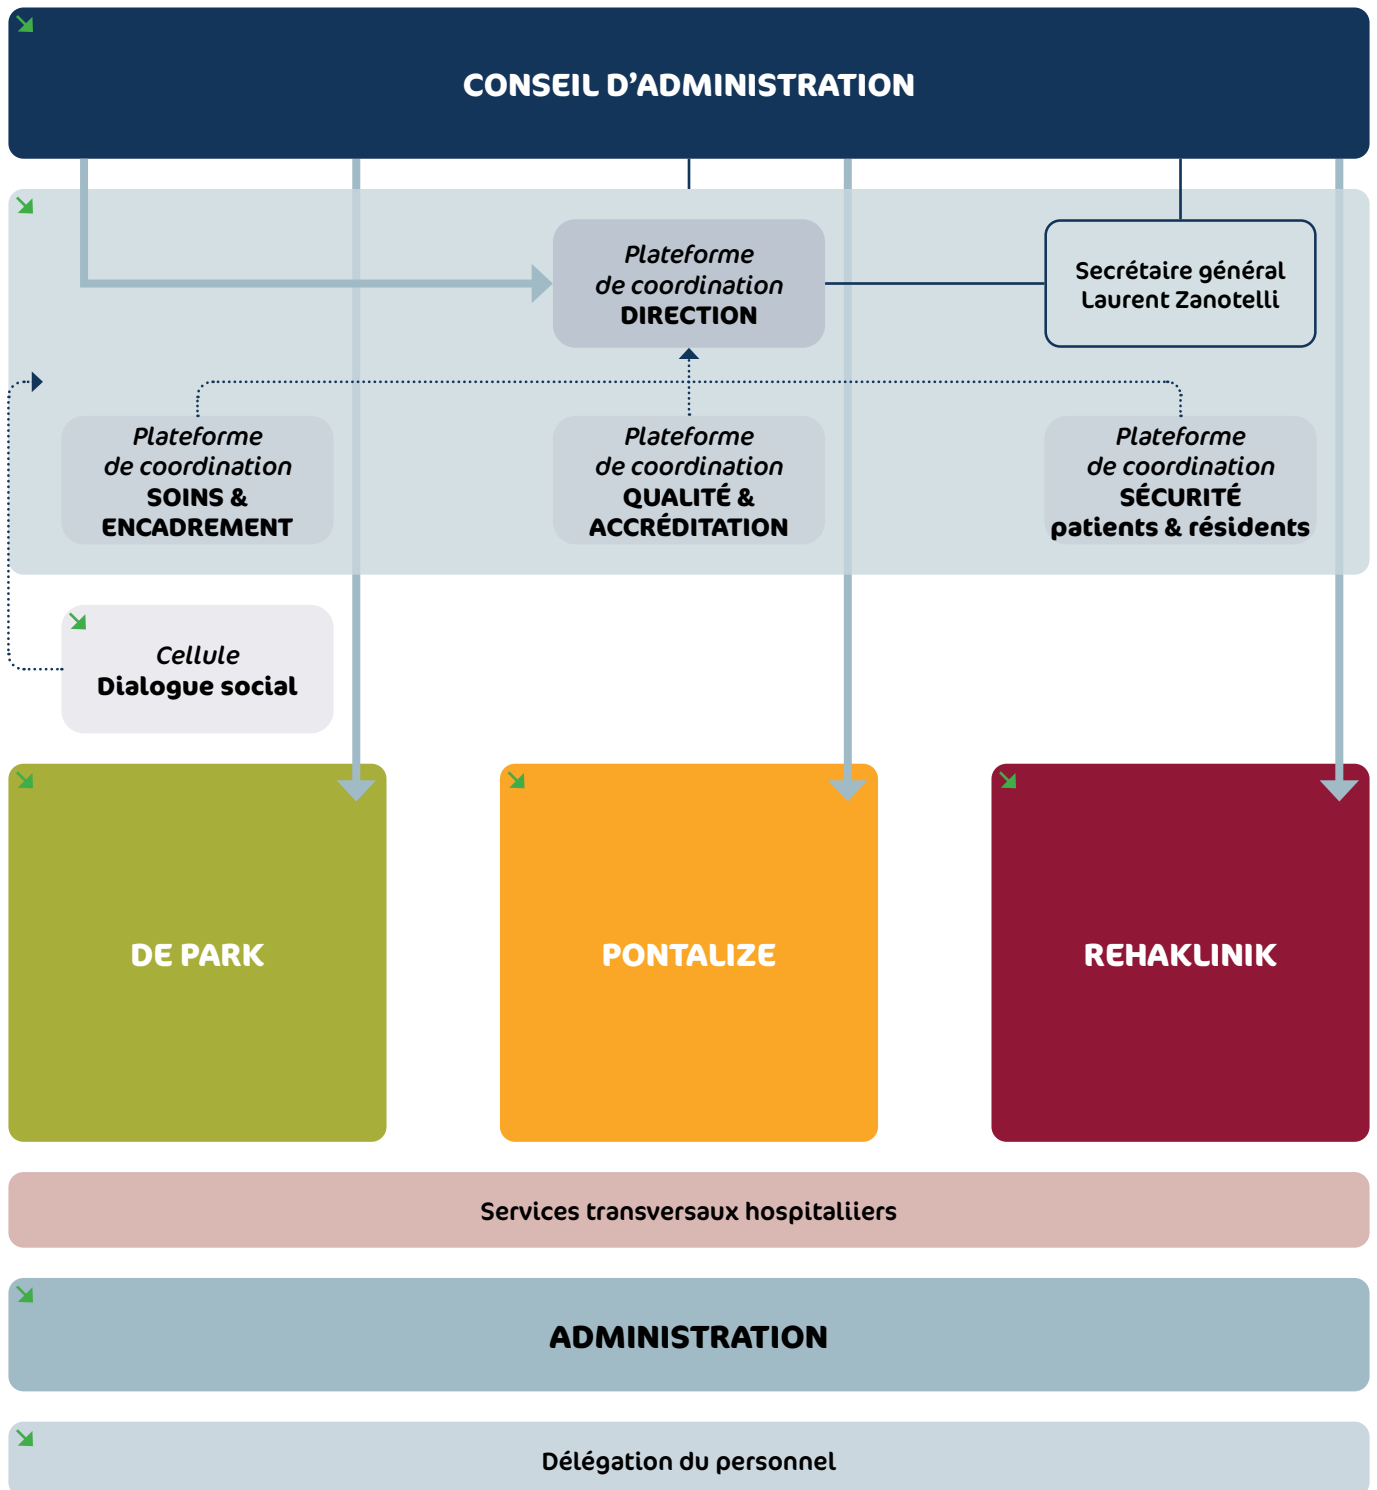 CONSEIL D’ADMINISTRATION
Plateforme
de coordination
DIRECTION
Secrétaire général
Laurent Zanotelli
Plateforme
de coordination
SOINS &
ENCADREMENT
Plateforme
de coordination
QUALITÉ &
ACCRÉDITATION
Plateforme
de coordination
SÉCURITÉ
patients & résidents
Cellule
Dialogue social
DE PARK
PONTALIZE
REHAKLINIK
Services transversaux hospitaliiers
ADMINISTRATION
Délégation du personnel